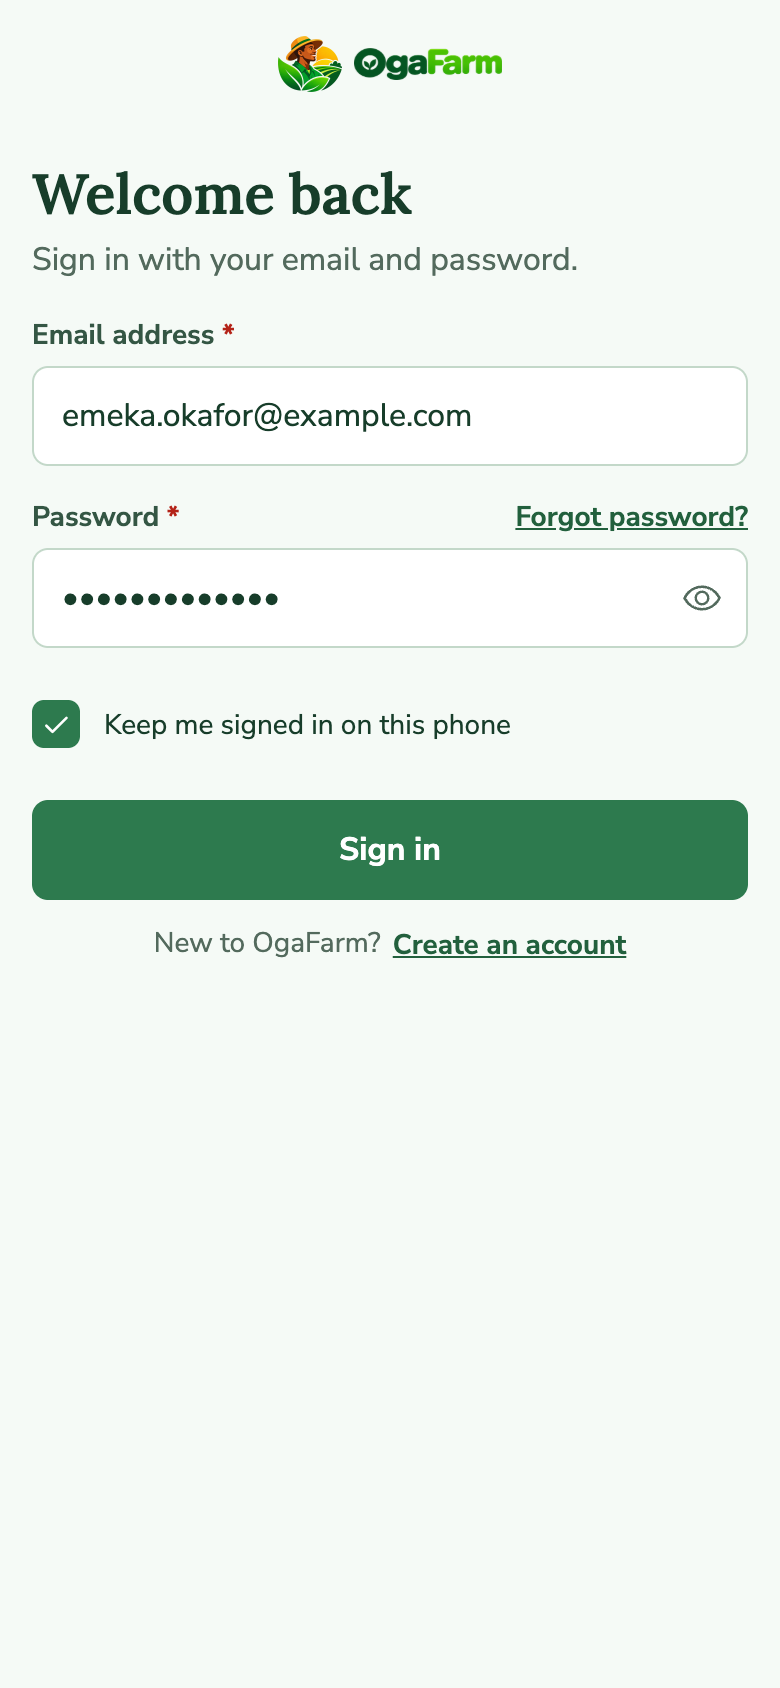 OgaFarm
Welcome back
Sign in with your email and password.
Email address *
emeka.okafor@example.com
Password * Forgot password?
•••••••••••••
Keep me signed in on this phone
Sign in
New to OgaFarm? Create an account